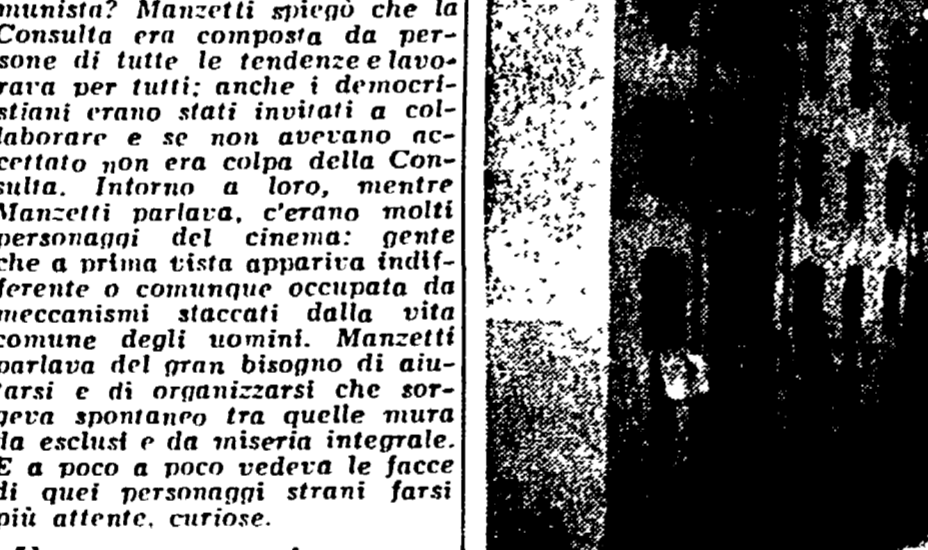 munista? Manzetti spiegò che la
Consulta era composta da per-
sone di tutte le tendenze e lavo-
rava per tutti; anche i democri-
stiani erano stati invitati a col-
laborare e se non avevano ac-
cettato non era colpa della Con-
sulta. Intorno a loro, mentre
Manzetti parlava, c'erano molti
personaggi del cinema: gente
che a prima vista appariva indif-
ferente o comunque occupata da
meccanismi staccati dalla vita
comune degli uomini. Manzetti
parlava del gran bisogno di aiu-
tarsi e di organizzarsi che sor-
geva spontaneo tra quelle mura
da esclusi e da miseria integrale.
E a poco a poco vedeva le facce
di quei personaggi strani farsi
più attente, curiose.